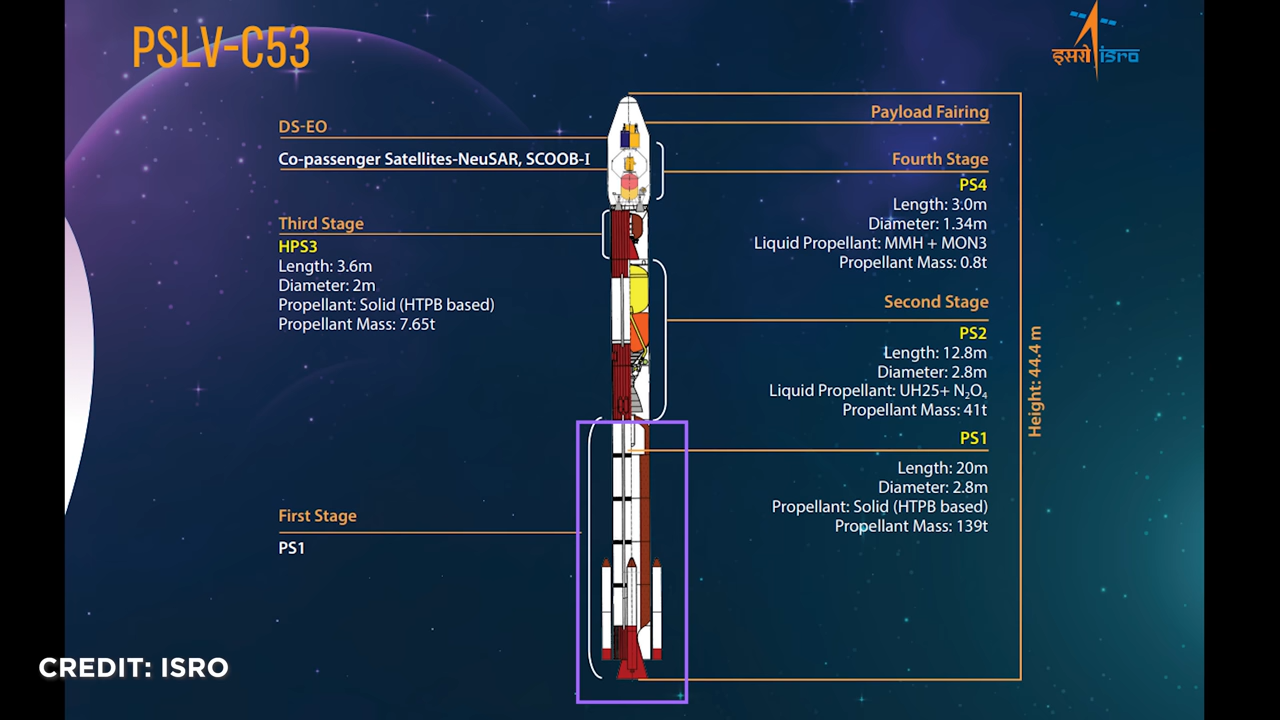 PSLV-C53
इसरो isro
DS-EO
Co-passenger Satellites-NeuSAR, SCOOB-I
Third Stage
HPS3
Length: 3.6m
Diameter: 2m
Propellant: Solid (HTPB based)
Propellant Mass: 7.65t
First Stage
PS1
Payload Fairing
Fourth Stage
PS4
Length: 3.0m
Diameter: 1.34m
Liquid Propellant: MMH + MON3
Propellant Mass: 0.8t
Second Stage
PS2
Length: 12.8m
Diameter: 2.8m
Liquid Propellant: UH25+ N₂O₄
Propellant Mass: 41t
PS1
Length: 20m
Diameter: 2.8m
Propellant: Solid (HTPB based)
Propellant Mass: 139t
Height: 44.4 m
CREDIT: ISRO